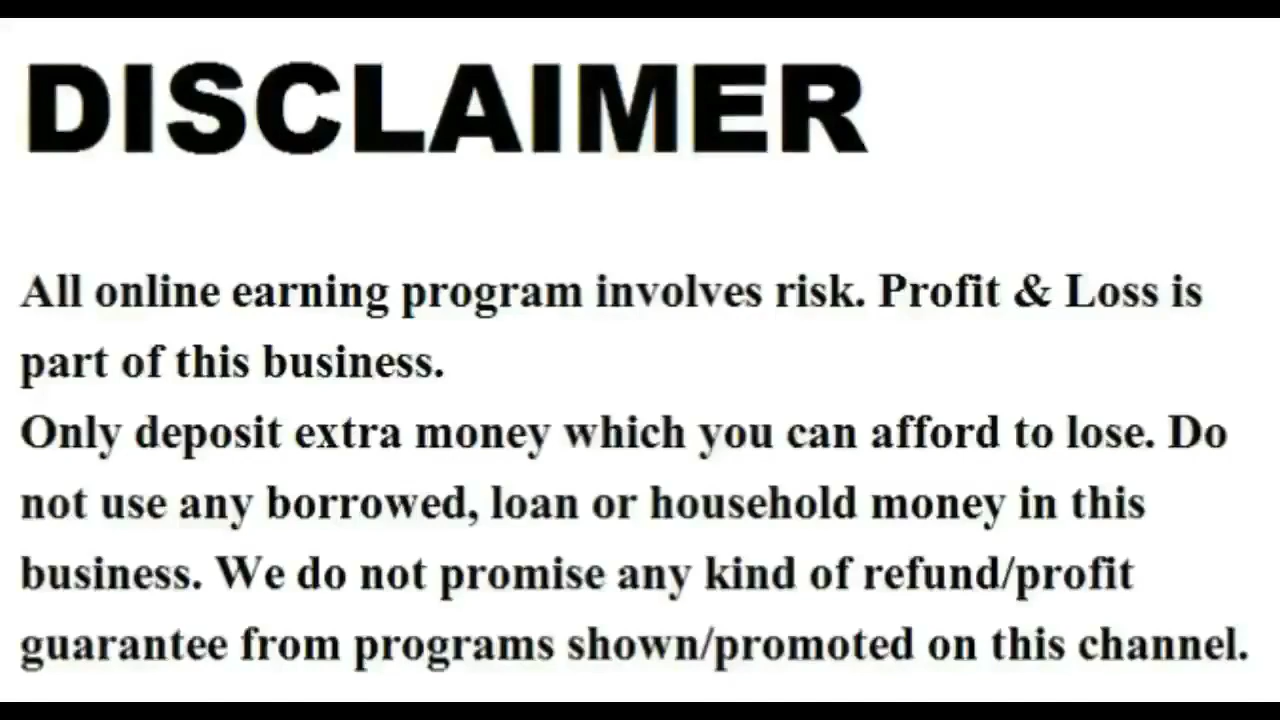 DISCLAIMER
All online earning program involves risk. Profit & Loss is
part of this business.
Only deposit extra money which you can afford to lose. Do
not use any borrowed, loan or household money in this
business. We do not promise any kind of refund/profit
guarantee from programs shown/promoted on this channel.